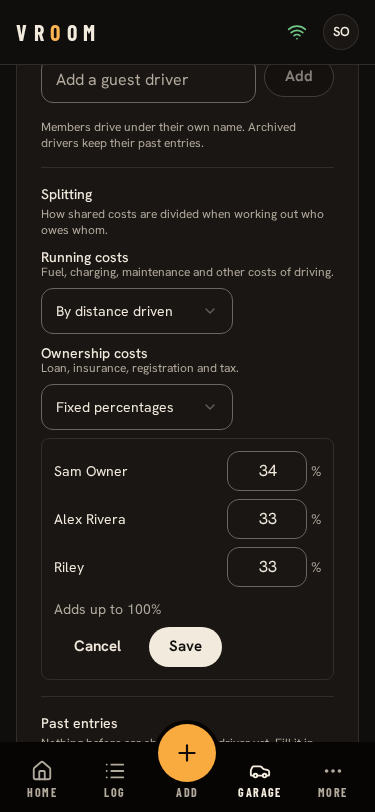 VROOM
SO
Add a guest driver
Add
Members drive under their own name. Archived
drivers keep their past entries.
Splitting
How shared costs are divided when working out who
owes whom.
Running costs
Fuel, charging, maintenance and other costs of driving.
By distance driven
Ownership costs
Loan, insurance, registration and tax.
Fixed percentages
Sam Owner 34 %
Alex Rivera 33 %
Riley 33 %
Adds up to 100%
Cancel Save
Past entries
HOME LOG ADD GARAGE MORE